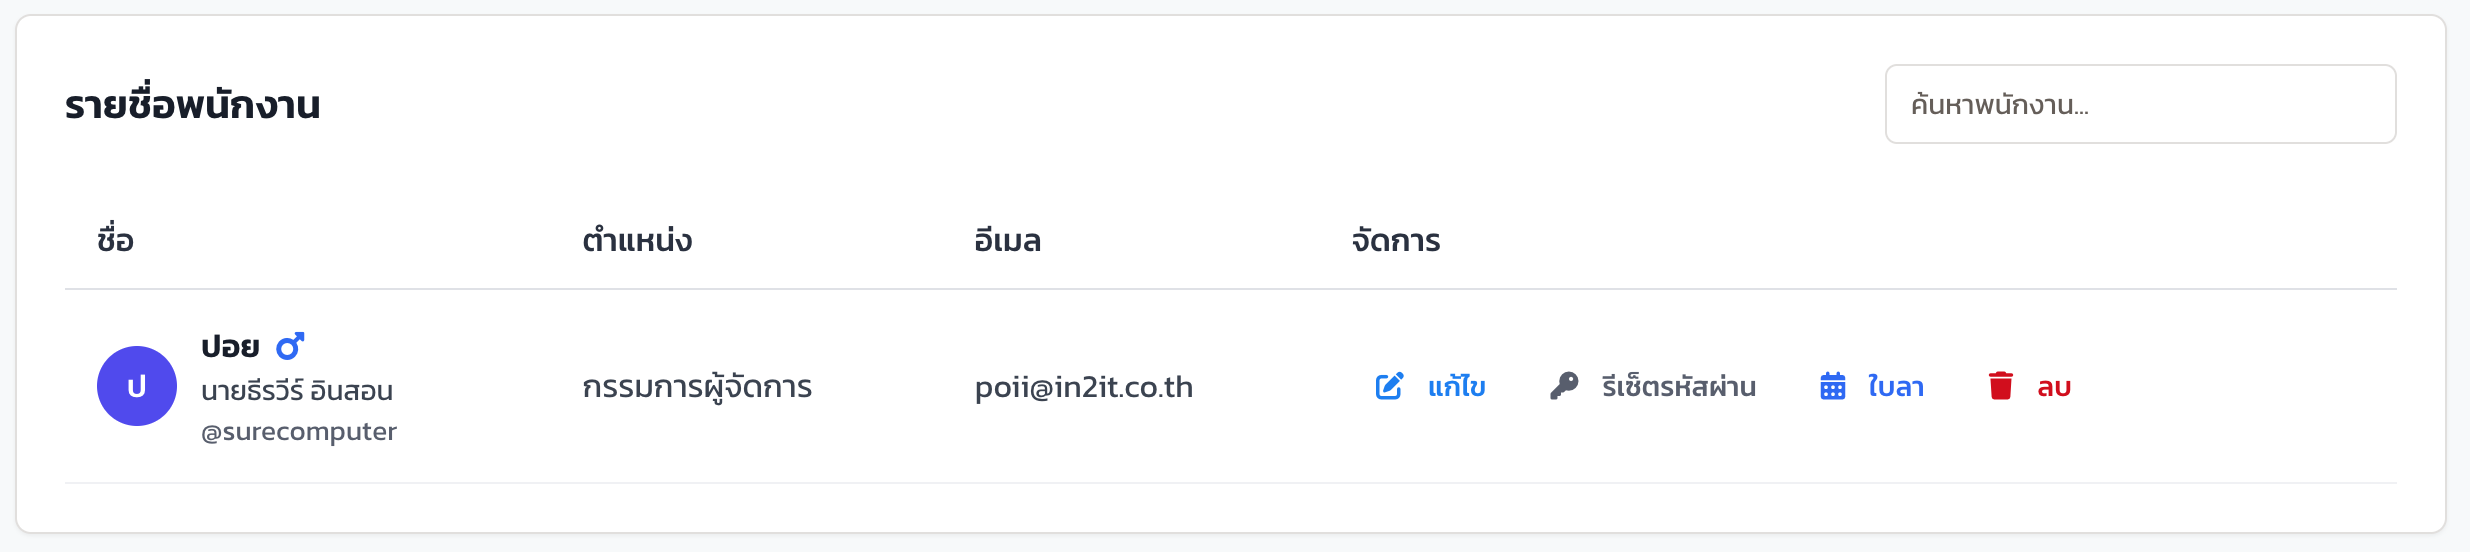 รายชื่อพนักงาน
ค้นหาพนักงาน...
ชื่อ ตำแหน่ง อีเมล จัดการ
ป
ปอย
นายธีรวีร์ อินสอน
@surecomputer
กรรมการผู้จัดการ
poii@in2it.co.th
แก้ไข รีเซ็ตรหัสผ่าน ใบลา ลบ